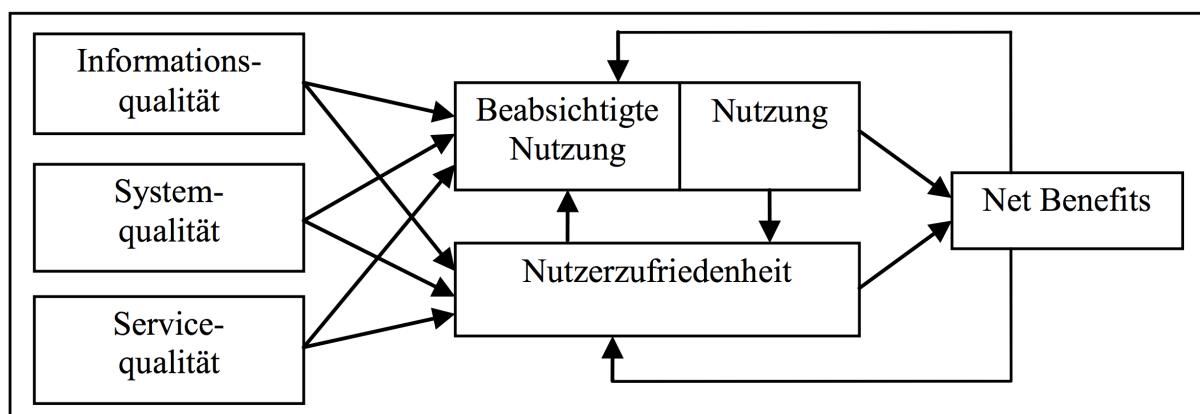 Informations-
qualität
System-
qualität
Service-
qualität
Beabsichtigte
Nutzung
Nutzung
Nutzerzufriedenheit
Net Benefits